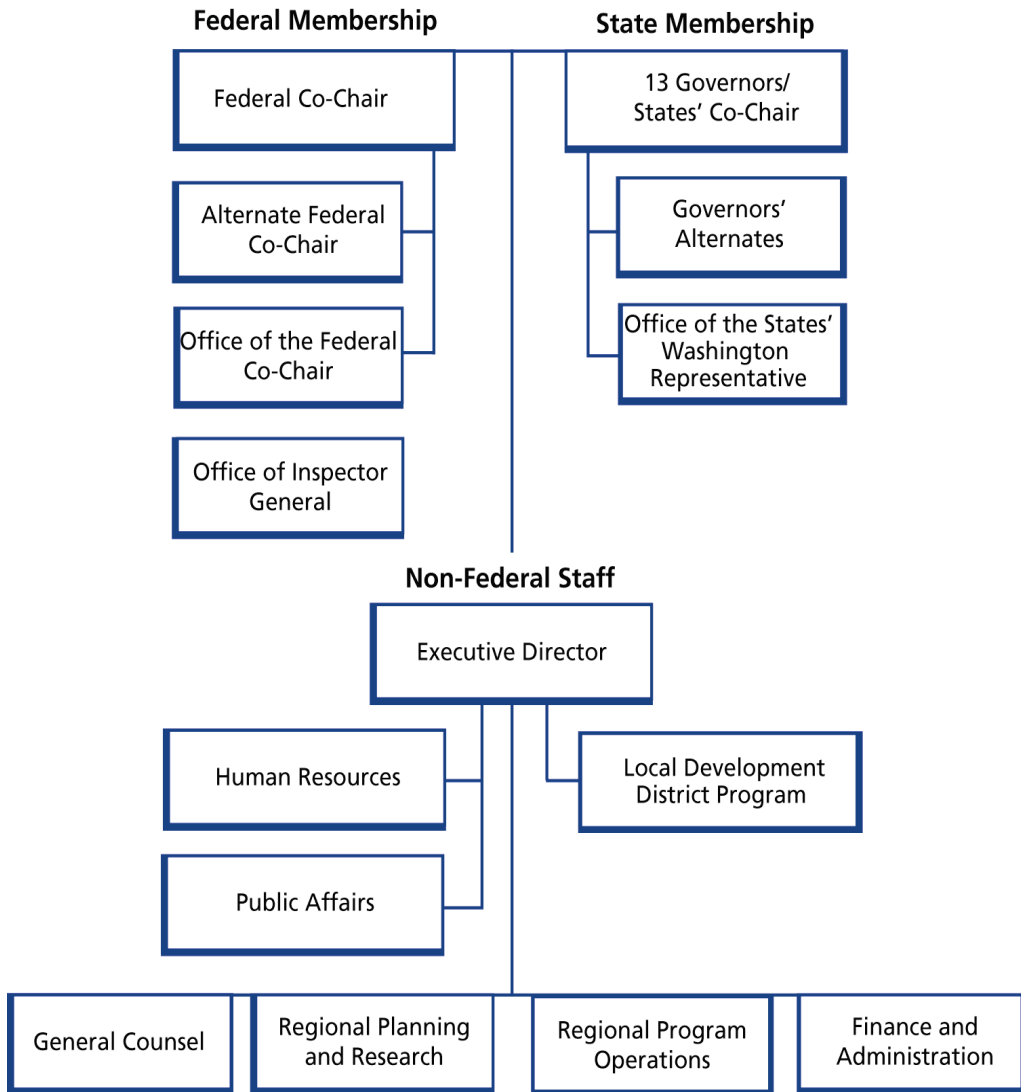 Federal Membership
State Membership
Federal Co-Chair
13 Governors/
States’ Co-Chair
Alternate Federal
Co-Chair
Governors’
Alternates
Office of the Federal
Co-Chair
Office of the States’
Washington
Representative
Office of Inspector
General
Non-Federal Staff
Executive Director
Human Resources
Local Development
District Program
Public Affairs
General Counsel
Regional Planning
and Research
Regional Program
Operations
Finance and
Administration